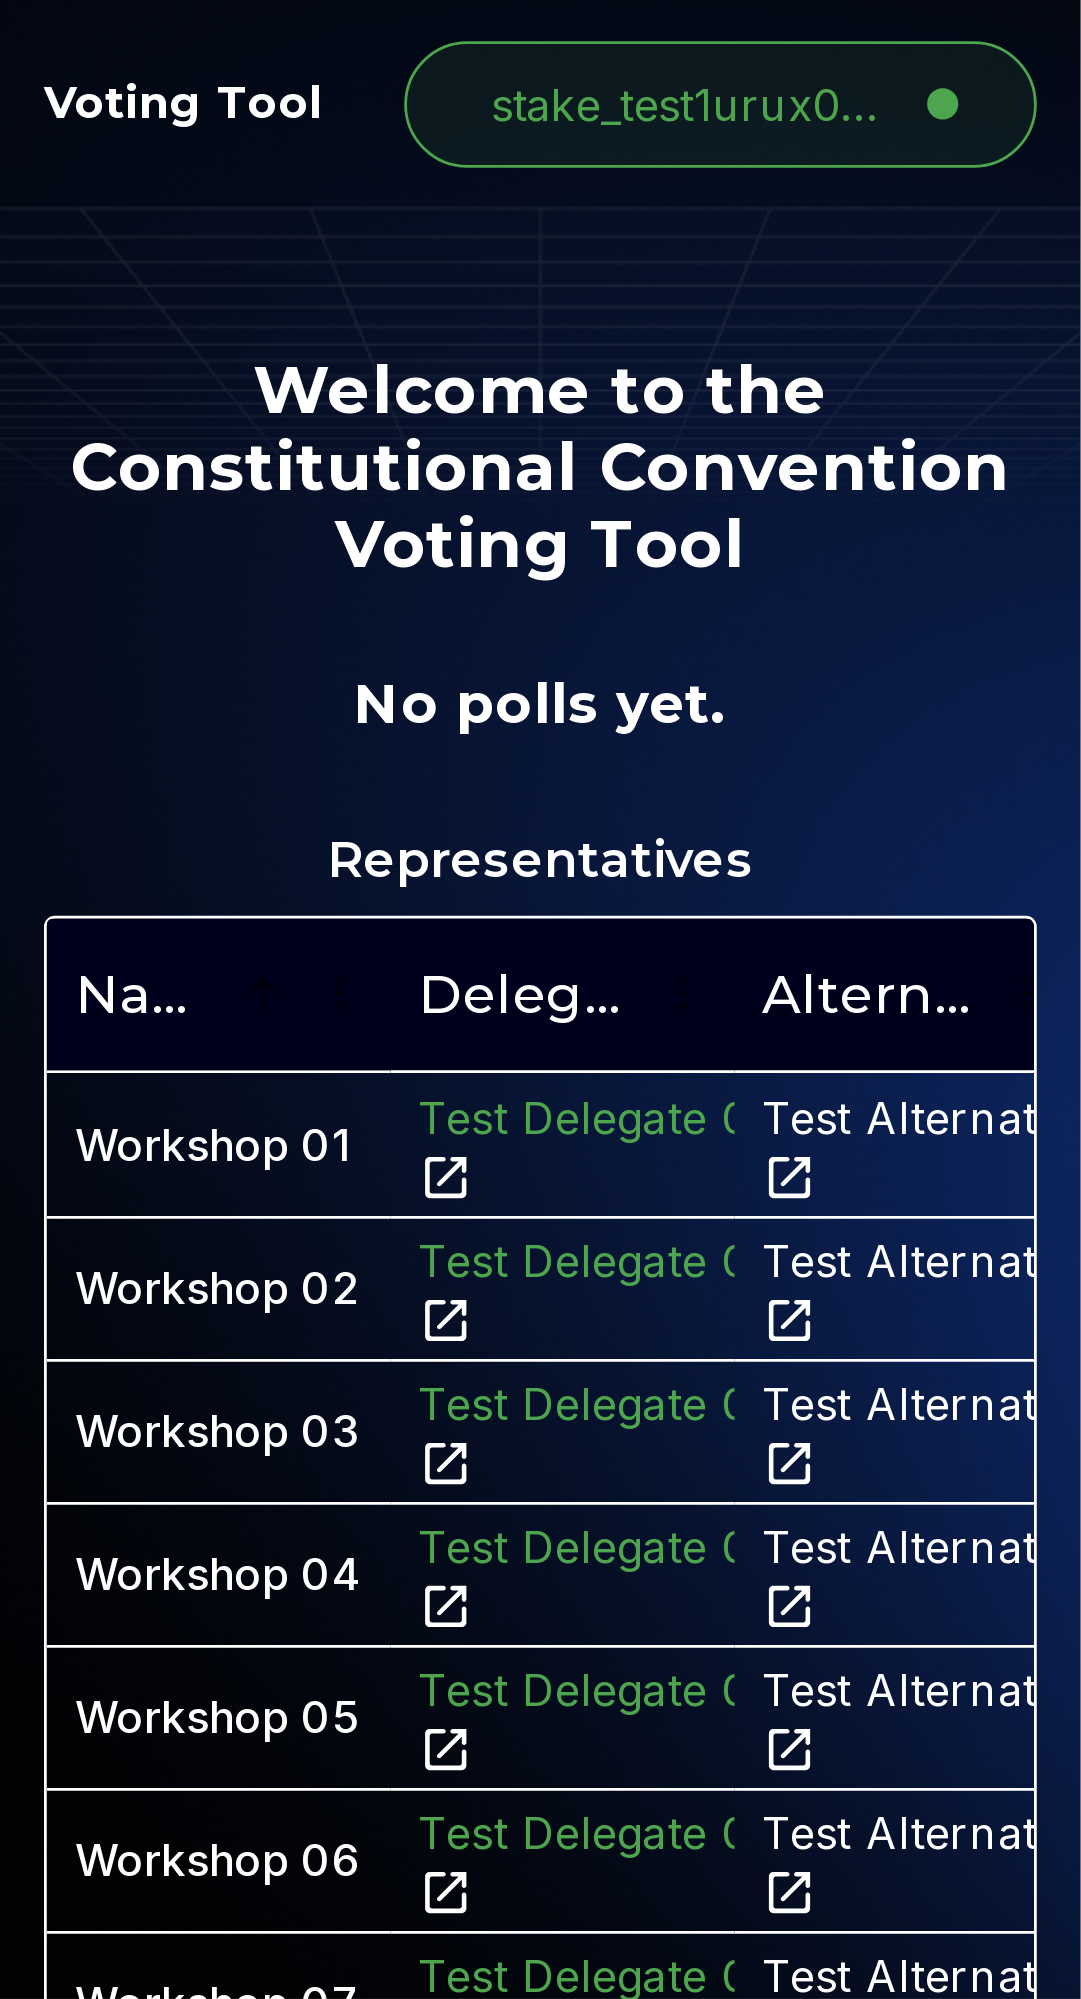 Voting Tool
stake_test1urux0...
Welcome to the
Constitutional Convention
Voting Tool
No polls yet.
Representatives
Na... Deleg... Altern...
Workshop 01 Test Delegate Test Alternat
Workshop 02 Test Delegate Test Alternat
Workshop 03 Test Delegate Test Alternat
Workshop 04 Test Delegate Test Alternat
Workshop 05 Test Delegate Test Alternat
Workshop 06 Test Delegate Test Alternat
Workshop 07 Test Delegate Test Alternat